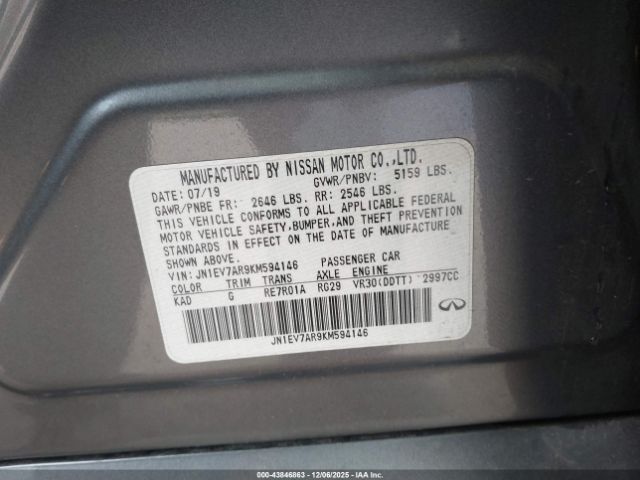 MANUFACTURED BY NISSAN MOTOR CO.,LTD.
DATE: 07/19 GVWR/PNBV: 5159 LBS.
GAWR/PNBE FR: 2646 LBS. RR: 2546 LBS.
THIS VEHICLE CONFORMS TO ALL APPLICABLE FEDERAL
MOTOR VEHICLE SAFETY,BUMPER,AND THEFT PREVENTION
STANDARDS IN EFFECT ON THE DATE OF MANUFACTURE
SHOWN ABOVE.
VIN: JN1EV7AR9KM594146 PASSENGER CAR
COLOR TRIM TRANS AXLE ENGINE
KAD G RE7R01A RG29 VR30(DDTT) 2997CC
JN1EV7AR9KM594146
©00-43846863 | 12/06/2025 - IAAI.COM